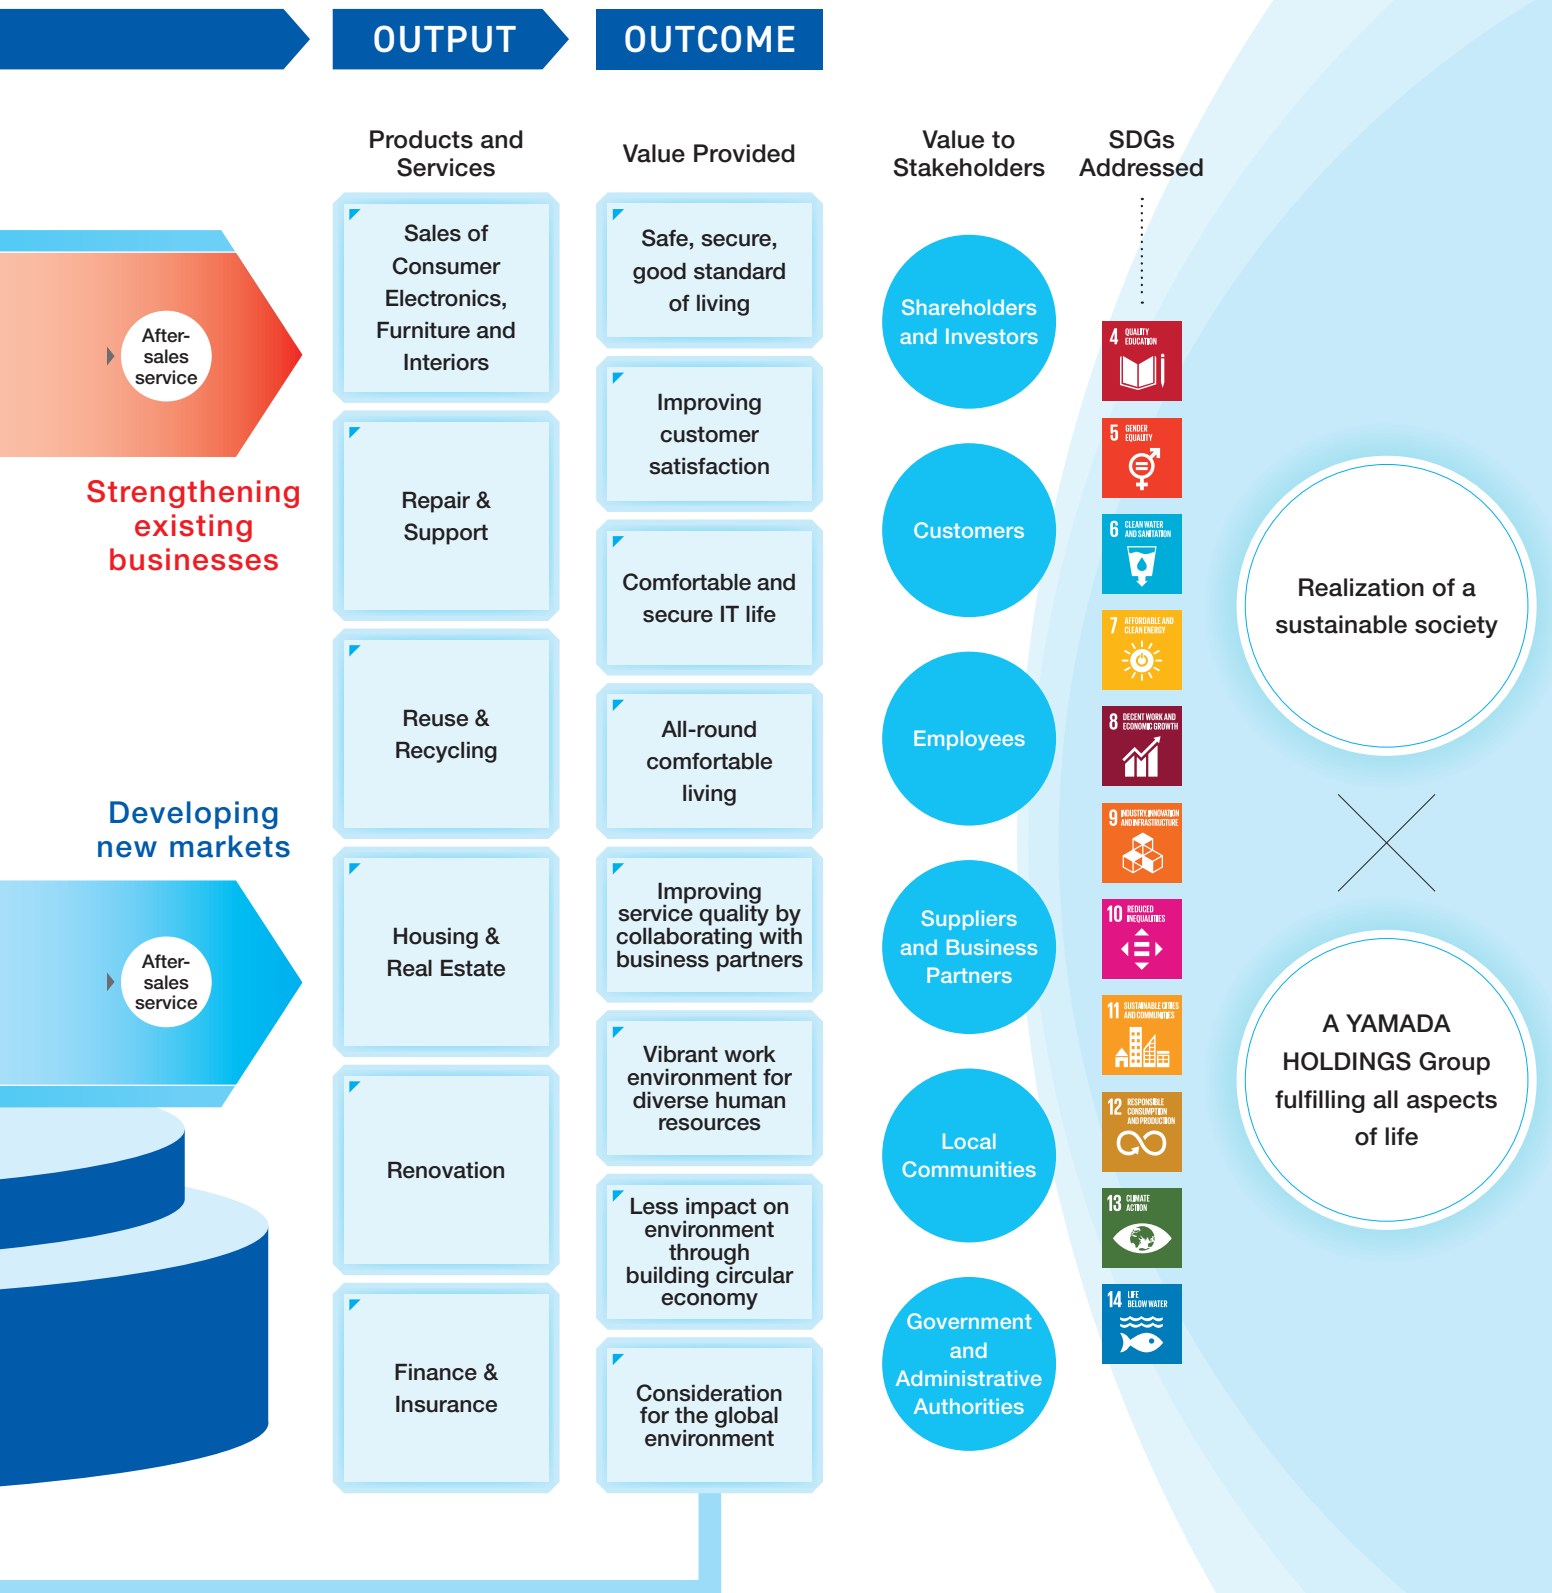 OUTPUT
OUTCOME
After-
sales
service
Strengthening
existing
businesses
Developing
new markets
After-
sales
service
Products and
Services
Sales of
Consumer
Electronics,
Furniture and
Interiors
Repair &
Support
Reuse &
Recycling
Housing &
Real Estate
Renovation
Finance &
Insurance
Value Provided
Safe, secure,
good standard
of living
Improving
customer
satisfaction
Comfortable and
secure IT life
All-round
comfortable
living
Improving
service quality by
collaborating with
business partners
Vibrant work
environment for
diverse human
resources
Less impact on
environment
through
building circular
economy
Consideration
for the global
environment
Value to
Stakeholders
Shareholders
and Investors
Customers
Employees
Suppliers
and Business
Partners
Local
Communities
Government
and
Administrative
Authorities
SDGs
Addressed
4 QUALITY
EDUCATION
5 GENDER
EQUALITY
6 CLEAN WATER
AND SANITATION
7 AFFORDABLE AND
CLEAN ENERGY
8 DECENT WORK AND
ECONOMIC GROWTH
9 INDUSTRY, INNOVATION
AND INFRASTRUCTURE
10 REDUCED
INEQUALITIES
11 SUSTAINABLE CITIES
AND COMMUNITIES
12 RESPONSIBLE
CONSUMPTION
AND PRODUCTION
13 CLIMATE
ACTION
14 LIFE
BELOW WATER
Realization of a
sustainable society
A YAMADA
HOLDINGS Group
fulfilling all aspects
of life